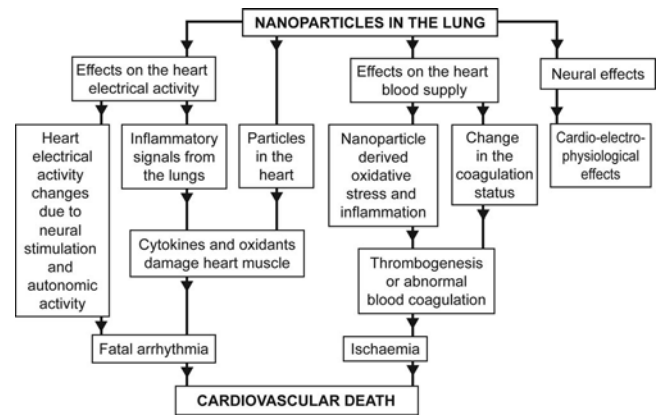 NANOPARTICLES IN THE LUNG
Effects on the heart
electrical activity
Effects on the heart
blood supply
Neural effects
Heart
electrical
activity
changes
due to
neural
stimulation
and
autonomic
activity
Inflammatory
signals from
the lungs
Particles
in the
heart
Nanoparticle
derived
oxidative
stress and
inflammation
Change
in the
coagulation
status
Cardio-electro-
physiological
effects
Cytokines and oxidants
damage heart muscle
Thrombogenesis
or abnormal
blood coagulation
Fatal arrhythmia
Ischaemia
CARDIOVASCULAR DEATH